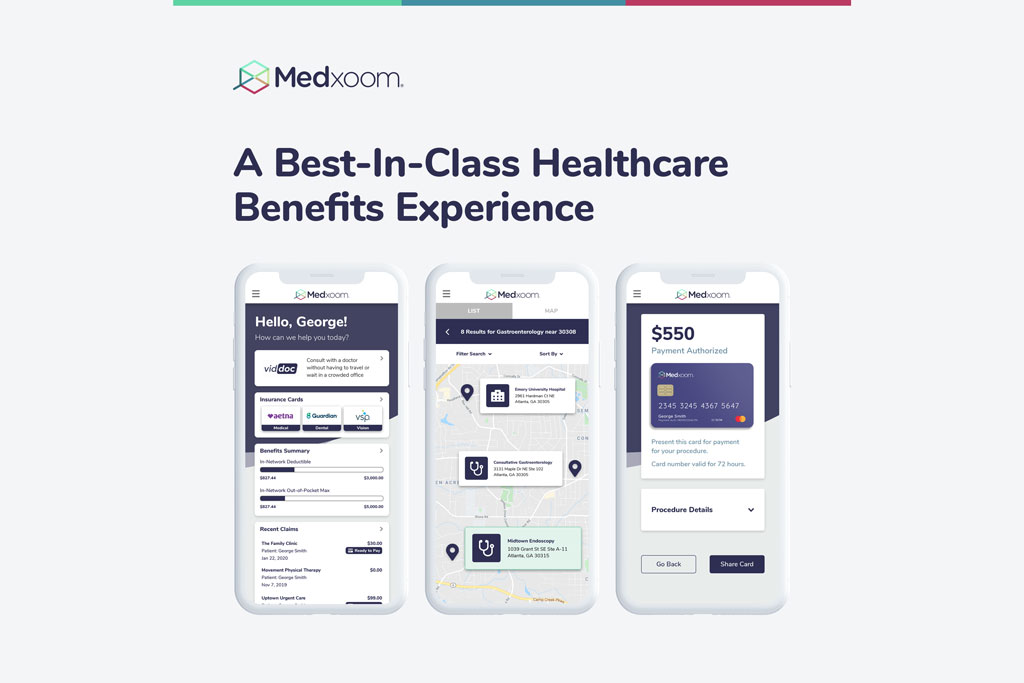 Medxoom
A Best-In-Class Healthcare
Benefits Experience
Medxoom
Hello, George!
How can we help you today?
viddoc
Consult with a doctor
without having to travel or
wait in a crowded office
Insurance Cards
aetna
Guardian
vsp
Medical
Dental
Vision
Benefits Summary
In-Network Deductible
$827.44 $3,000.00
In-Network Out-of-Pocket Max
$827.44 $5,000.00
Recent Claims
The Family Clinic $30.00
Patient: George Smith Ready to Pay
Jan 22, 2020
Movement Physical Therapy $0.00
Patient: George Smith
Nov 7, 2019
Uptown Urgent Care $99.00
Medxoom
LIST MAP
8 Results for Gastroenterology near 30308
Filter Search Sort By
Emory University Hospital
2961 Hardman Ct NE
Atlanta, GA 30305
Consultative Gastroenterology
3131 Maple Dr NE Ste 102
Atlanta, GA 30305
Midtown Endoscopy
1039 Grant St SE Ste A-11
Atlanta, GA 30315
Camp Creek Pkwy
Medxoom
$550
Payment Authorized
Medxoom
2345 3245 4367 5647
George Smith
Present this card for payment
for your procedure.
Card number valid for 72 hours.
Procedure Details
Go Back Share Card